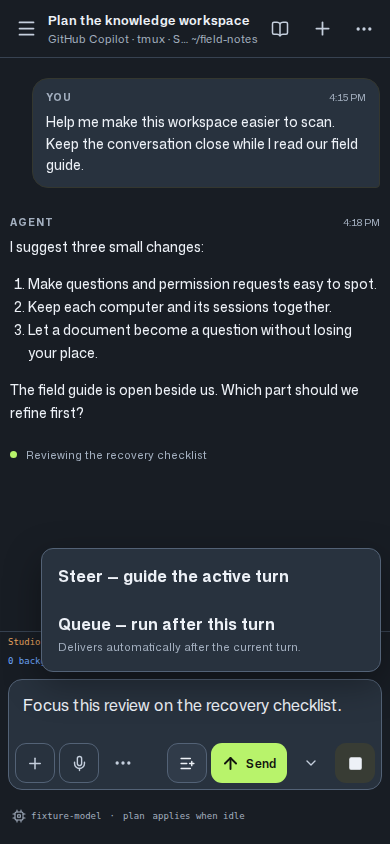 Plan the knowledge workspace
GitHub Copilot · tmux · S... ~/field-notes
YOU 4:15 PM
Help me make this workspace easier to scan.
Keep the conversation close while I read our field
guide.
AGENT 4:18 PM
I suggest three small changes:
1. Make questions and permission requests easy to spot.
2. Keep each computer and its sessions together.
3. Let a document become a question without losing
your place.
The field guide is open beside us. Which part should we
refine first?
Reviewing the recovery checklist
Steer — guide the active turn
Queue — run after this turn
Delivers automatically after the current turn.
Studio
0 back
Focus this review on the recovery checklist.
Send
fixture-model · plan applies when idle